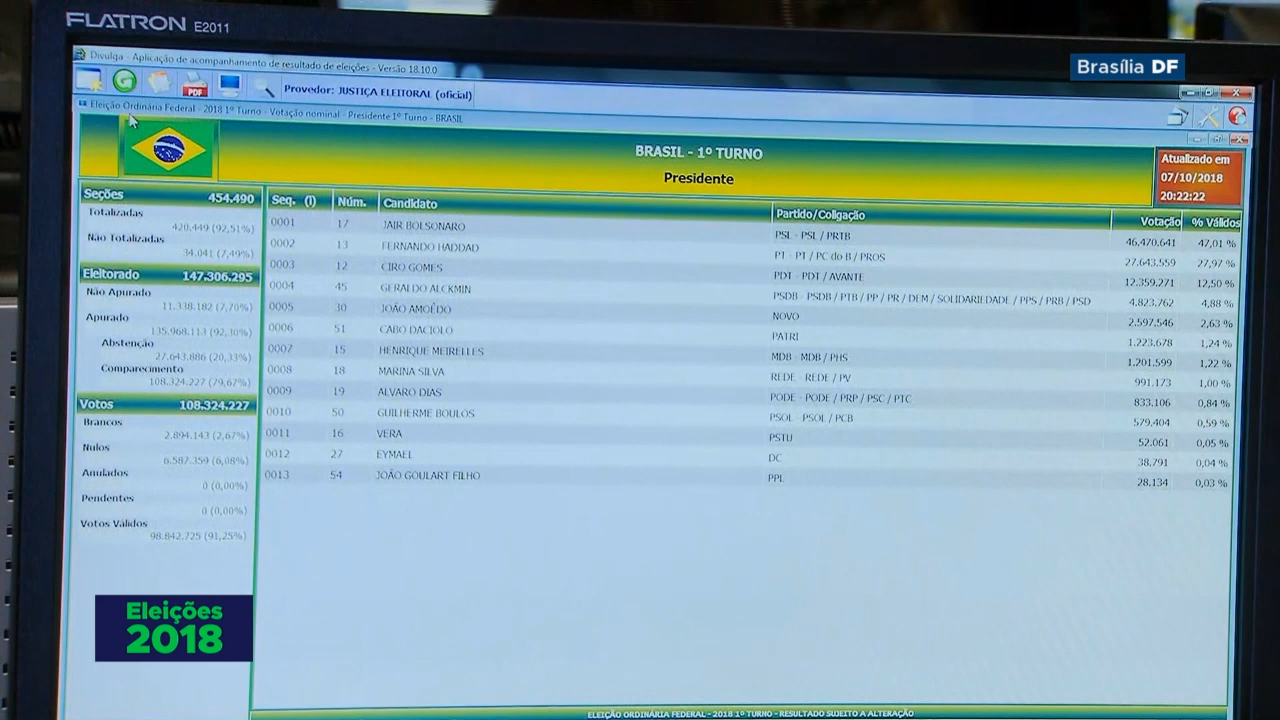 FLATRON E2011
Divulga - Aplicação de acompanhamento de resultado de eleições - Versão 18.10.0
Brasília DF
PDF
Provedor: JUSTIÇA ELEITORAL (oficial)
Eleição Ordinária Federal - 2018 1º Turno - Votação nominal - Presidente 1º Turno - BRASIL
BRASIL - 1º TURNO
Presidente
Atualizado em
07/10/2018
20:22:22
Seções 454.490
Totalizadas
420.449 (92,51%)
Não Totalizadas
34.041 (7,49%)
Eleitorado 147.306.295
Não Apurado
11.338.182 (7,70%)
Apurado
135.968.113 (92,30%)
Abstenção
27.643.886 (20,33%)
Comparecimento
108.324.227 (79,67%)
Votos 108.324.227
Brancos
2.894.143 (2,67%)
Nulos
6.587.359 (6,08%)
Anulados
0 (0,00%)
Pendentes
0 (0,00%)
Votos Válidos
98.842.725 (91,25%)
Seq. (I) Núm. Candidato Partido/Coligação Votação % Válidos
0001 17 JAIR BOLSONARO PSL - PSL / PRTB 46.470.641 47,01 %
0002 13 FERNANDO HADDAD PT - PT / PC do B / PROS 27.643.559 27,97 %
0003 12 CIRO GOMES PDT - PDT / AVANTE 12.359.271 12,50 %
0004 45 GERALDO ALCKMIN PSDB - PSDB / PTB / PP / PR / DEM / SOLIDARIEDADE / PPS / PRB / PSD 4.823.762 4,88 %
0005 30 JOÃO AMOÊDO NOVO 2.597.546 2,63 %
0006 51 CABO DACIOLO PATRI 1.223.678 1,24 %
0007 15 HENRIQUE MEIRELLES MDB - MDB / PHS 1.201.599 1,22 %
0008 18 MARINA SILVA REDE - REDE / PV 991.173 1,00 %
0009 19 ALVARO DIAS PODE - PODE / PRP / PSC / PTC 833.106 0,84 %
0010 50 GUILHERME BOULOS PSOL - PSOL / PCB 579.404 0,59 %
0011 16 VERA PSTU 52.061 0,05 %
0012 27 EYMAEL DC 38.791 0,04 %
0013 54 JOÃO GOULART FILHO PPL 28.134 0,03 %
Eleições
2018
ELEIÇÃO ORDINÁRIA FEDERAL - 2018 1º TURNO - RESULTADO SUJEITO A ALTERAÇÃO